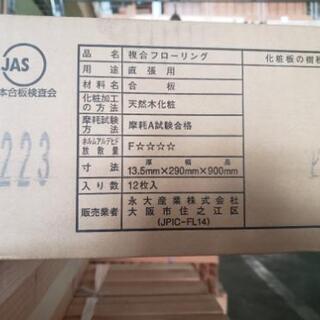 JAS
本合板検査会
223
品名 複合フローリング
用途 直張用
材料名 合板
化粧加工の方法 天然木化粧
摩耗試験方法 摩耗A試験合格
ホルムアルデヒド放散量 F☆☆☆☆
厚 幅 長
寸法 13.5mm×290mm×900mm
入り数 12枚入
販売業者 永大産業株式会社
大阪市住之江区
(JPIC-FL14)
化粧板の樹